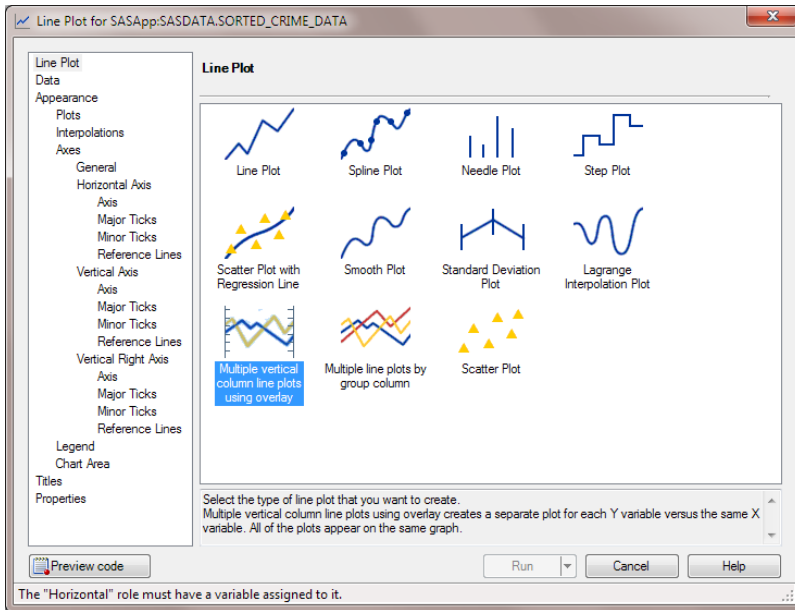 Line Plot for SASApp:SASDATA.SORTED_CRIME_DATA
Line Plot
Data
Appearance
Plots
Interpolations
Axes
General
Horizontal Axis
Axis
Major Ticks
Minor Ticks
Reference Lines
Vertical Axis
Axis
Major Ticks
Minor Ticks
Reference Lines
Vertical Right Axis
Axis
Major Ticks
Minor Ticks
Reference Lines
Legend
Chart Area
Titles
Properties
Line Plot
Line Plot
Spline Plot
Needle Plot
Step Plot
Scatter Plot with
Regression Line
Smooth Plot
Standard Deviation
Plot
Lagrange
Interpolation Plot
Multiple vertical
column line plots
using overlay
Multiple line plots by
group column
Scatter Plot
Select the type of line plot that you want to create.
Multiple vertical column line plots using overlay creates a separate plot for each Y variable versus the same X
variable. All of the plots appear on the same graph.
Preview code
Run
Cancel
Help
The "Horizontal" role must have a variable assigned to it.